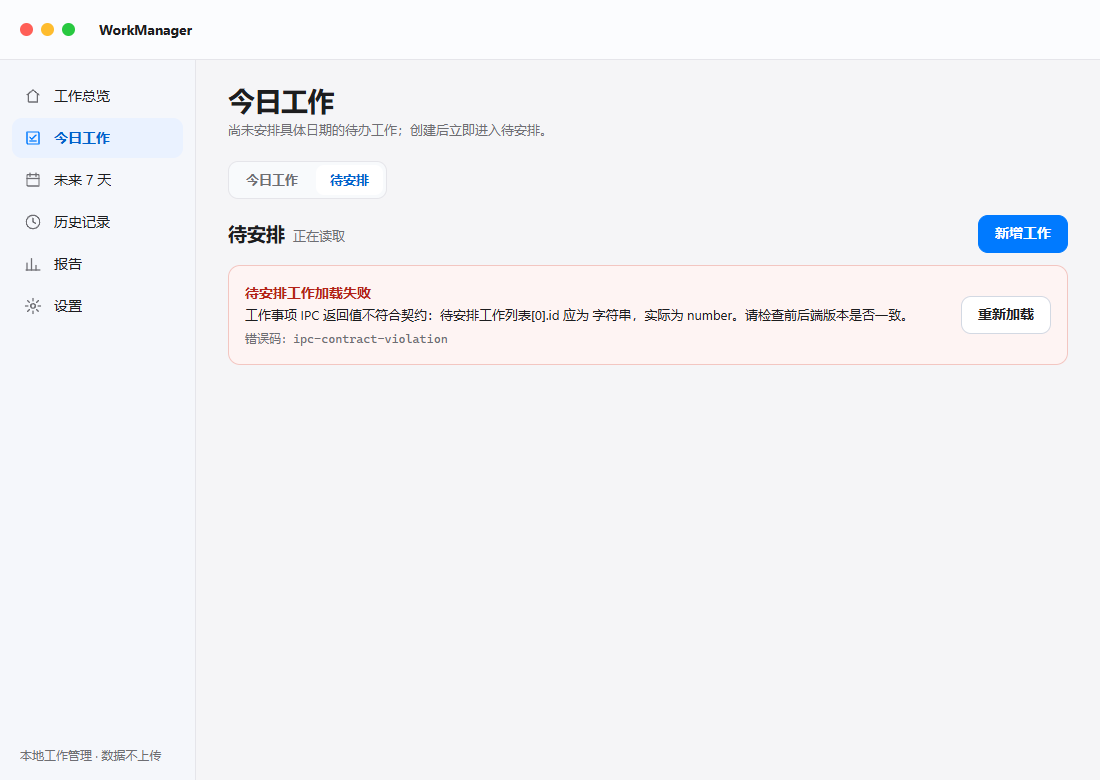 WorkManager
工作总览
今日工作
未来 7 天
历史记录
报告
设置
本地工作管理 · 数据不上传
今日工作
尚未安排具体日期的待办工作；创建后立即进入待安排。
今日工作 待安排
待安排 正在读取
新增工作
待安排工作加载失败
工作事项 IPC 返回值不符合契约：待安排工作列表[0].id 应为 字符串，实际为 number。请检查前后端版本是否一致。
错误码：ipc-contract-violation
重新加载